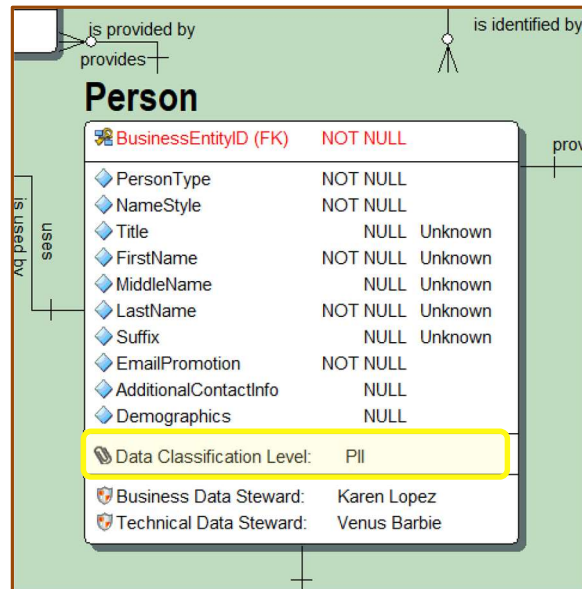 is provided by
provides
is identified by
Person
BusinessEntityID (FK) NOT NULL
PersonType NOT NULL
NameStyle NOT NULL
Title NULL Unknown
FirstName NOT NULL Unknown
MiddleName NULL Unknown
LastName NOT NULL Unknown
Suffix NULL Unknown
EmailPromotion NOT NULL
AdditionalContactInfo NULL
Demographics NULL
Data Classification Level: PII
Business Data Steward: Karen Lopez
Technical Data Steward: Venus Barbie
uses
is used by
prov